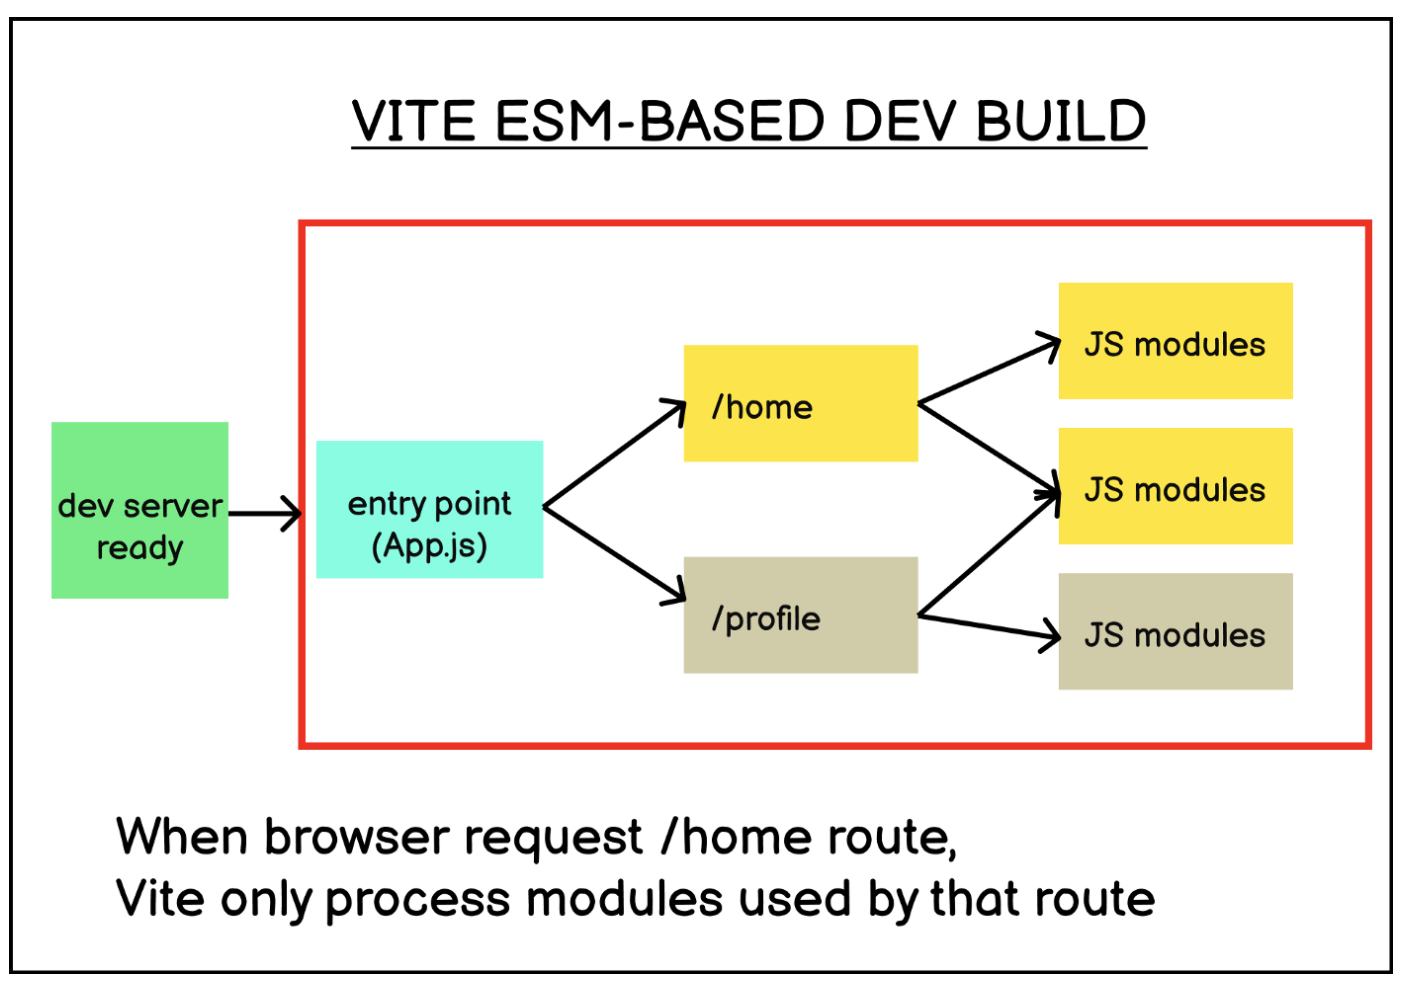 VITE ESM-BASED DEV BUILD
dev server
ready
entry point
(App.js)
/home
/profile
JS modules
JS modules
JS modules
When browser request /home route,
Vite only process modules used by that route